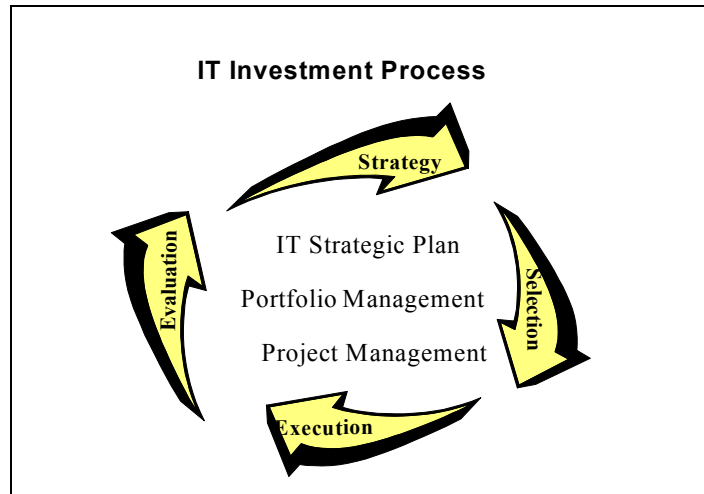 IT Investment Process
Strategy
IT Strategic Plan
Evaluation
Selection
Portfolio Management
Project Management
Execution